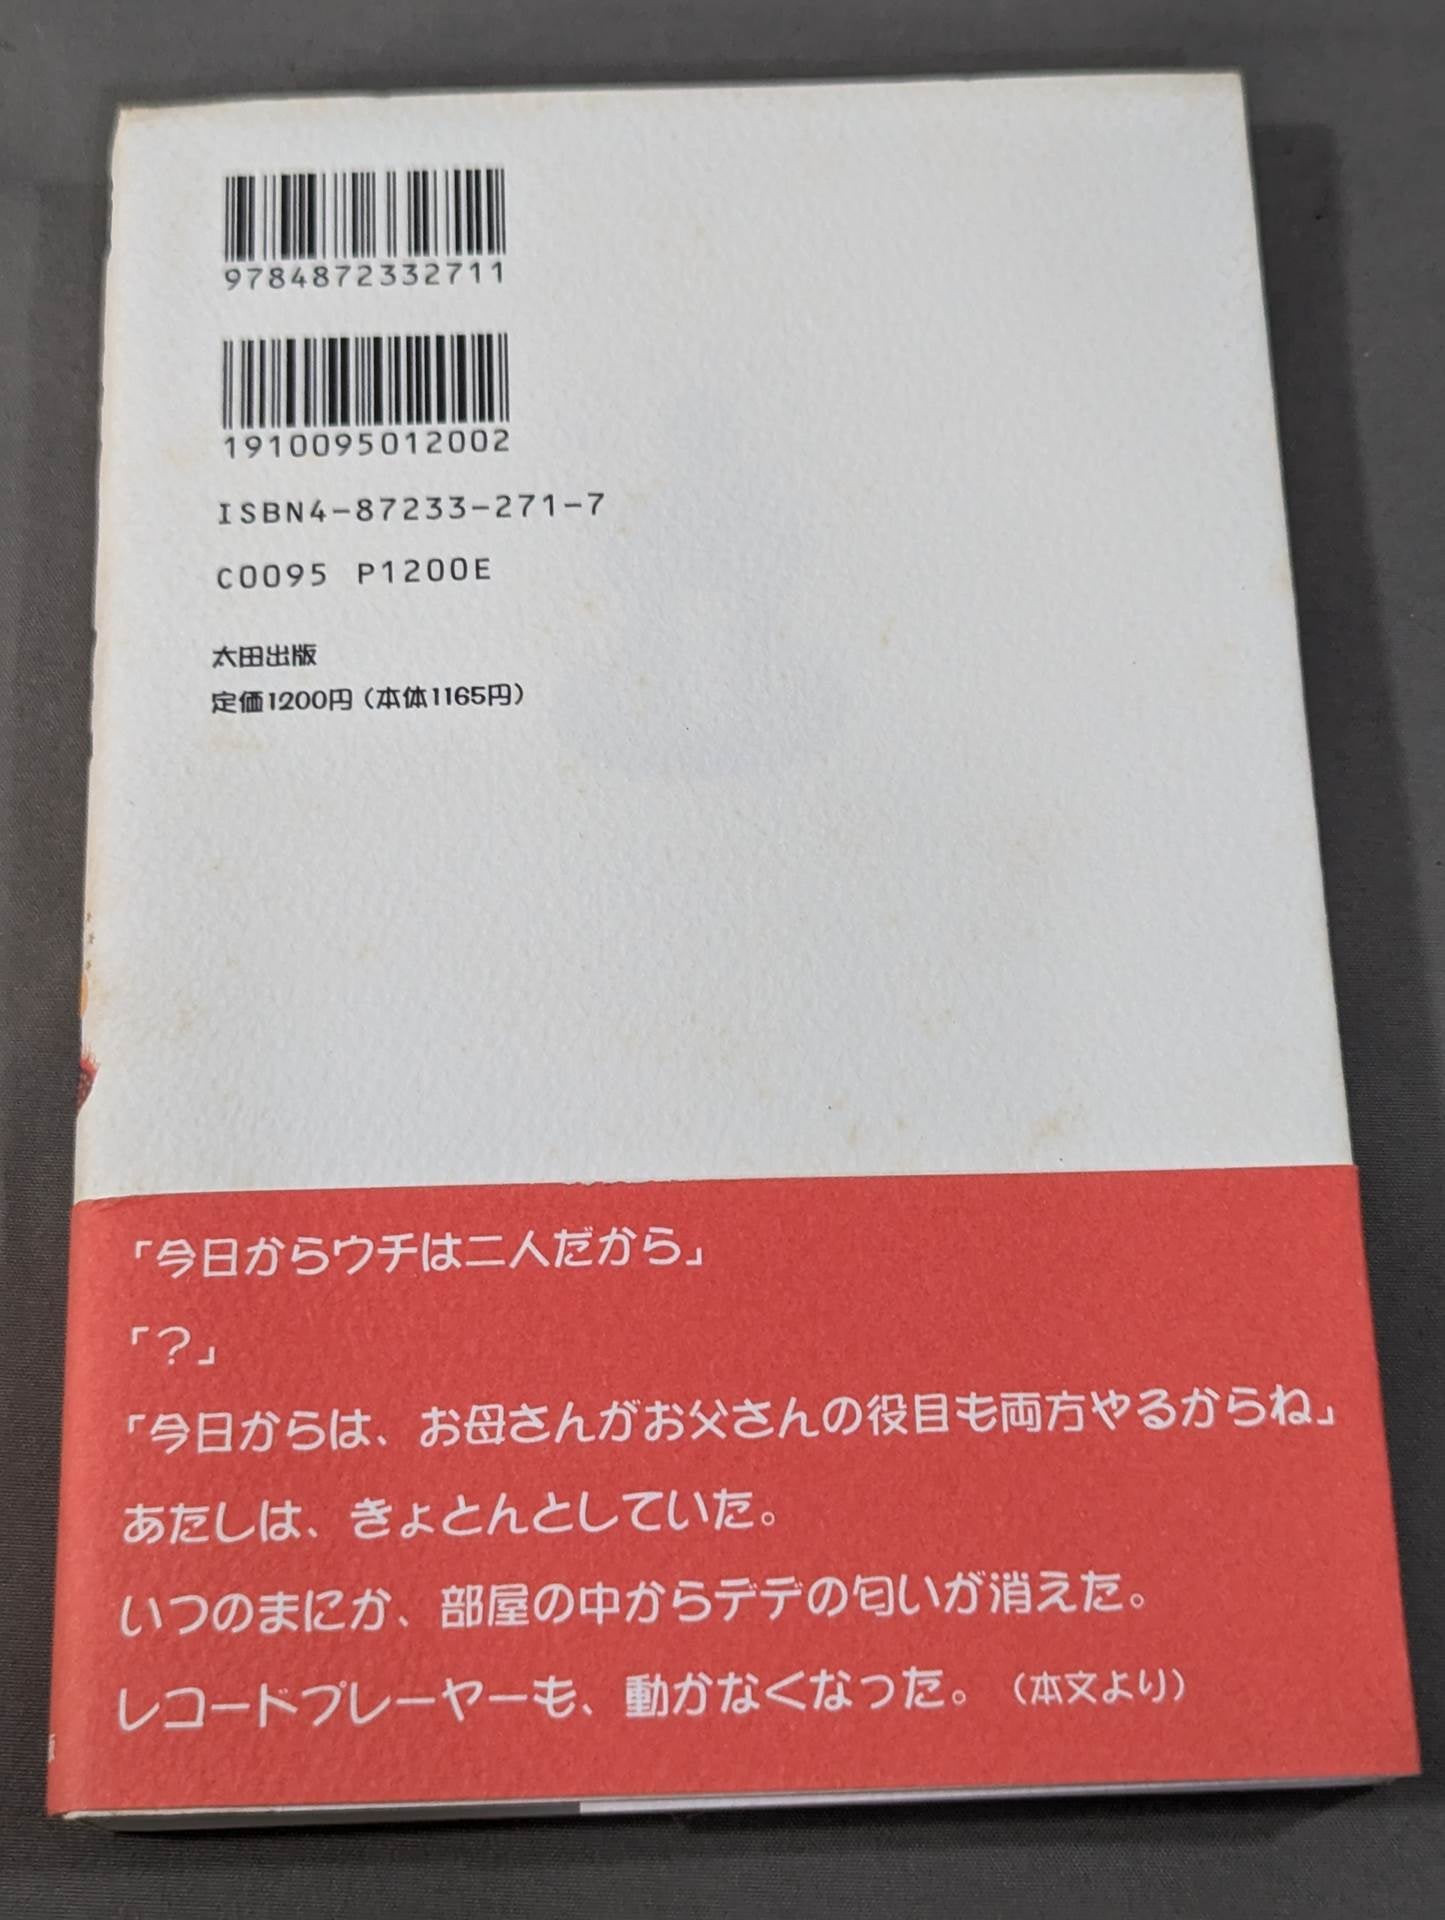 9784872332711
1910095012002
ISBN4-87233-271-7
C0095 P1200E
太田出版
定価1200円（本体1165円）
「今日からウチは二人だから」
「？」
「今日からは、お母さんがお父さんの役目も両方やるからね」
あたしは、きょとんとしていた。
いつのまにか、部屋の中からデデの匂いが消えた。
レコードプレーヤーも、動かなくなった。（本文より）